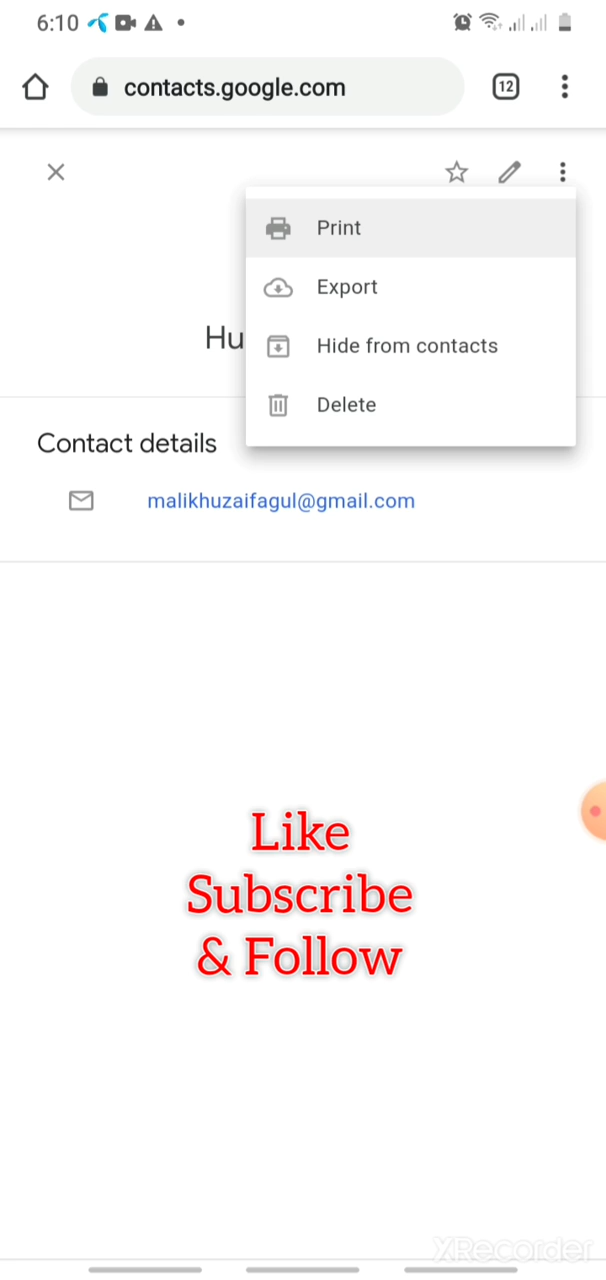 6:10
contacts.google.com
12
Print
Export
Hu
Hide from contacts
Delete
Contact details
malikhuzaifagul@gmail.com
Like
Subscribe
& Follow
XRecorder